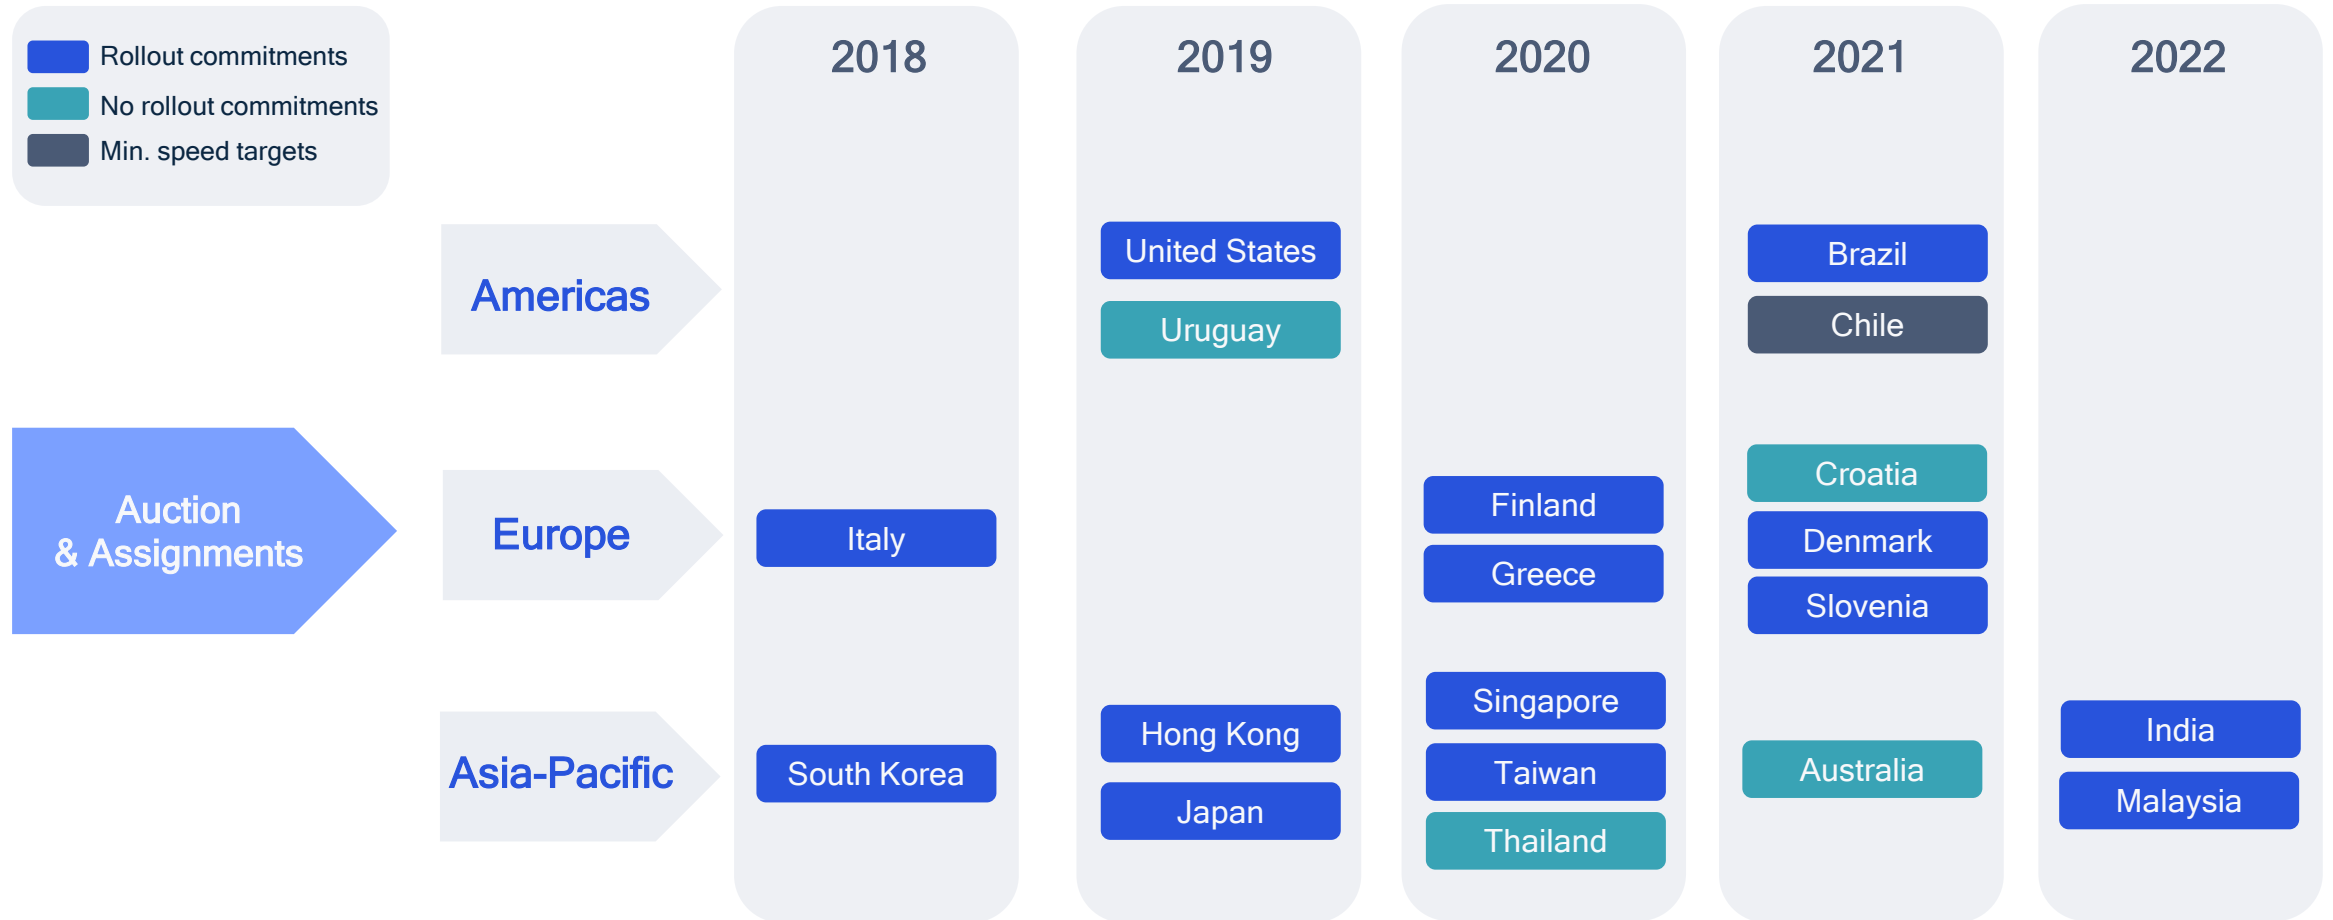 Rollout commitments
No rollout commitments
Min. speed targets
2018
2019
2020
2021
2022
Auction
& Assignments
Americas
United States
Uruguay
Brazil
Chile
Europe
Italy
Finland
Greece
Croatia
Denmark
Slovenia
Asia-Pacific
South Korea
Hong Kong
Japan
Singapore
Taiwan
Thailand
Australia
India
Malaysia